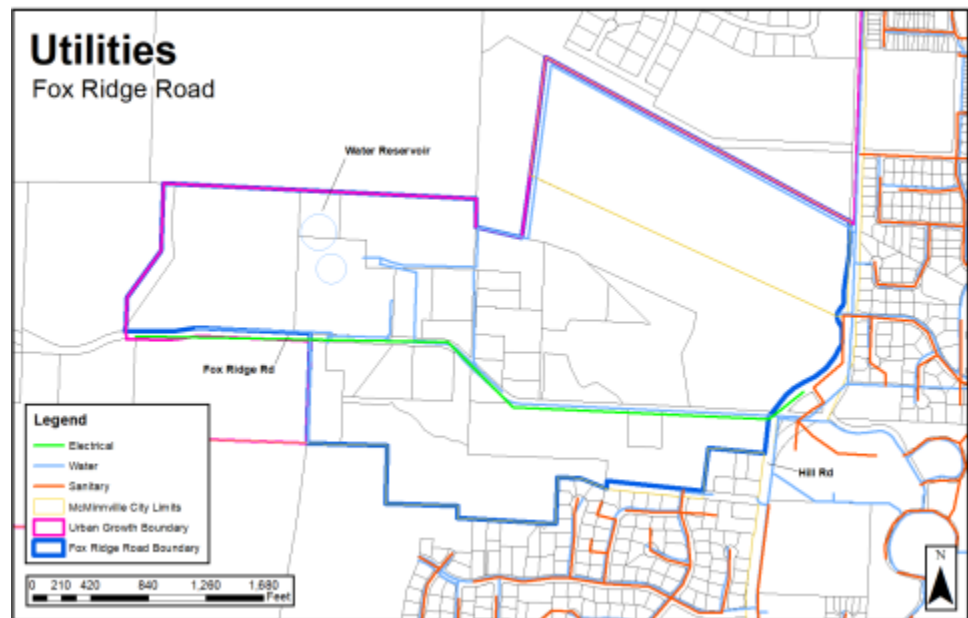 Utilities
Fox Ridge Road
Water Reservoir
Fox Ridge Rd
Hill Rd
Legend
Electrical
Water
Sanitary
McMinnville City Limits
Urban Growth Boundary
Fox Ridge Road Boundary
0 210 420 840 1,260 1,680
Feet
N